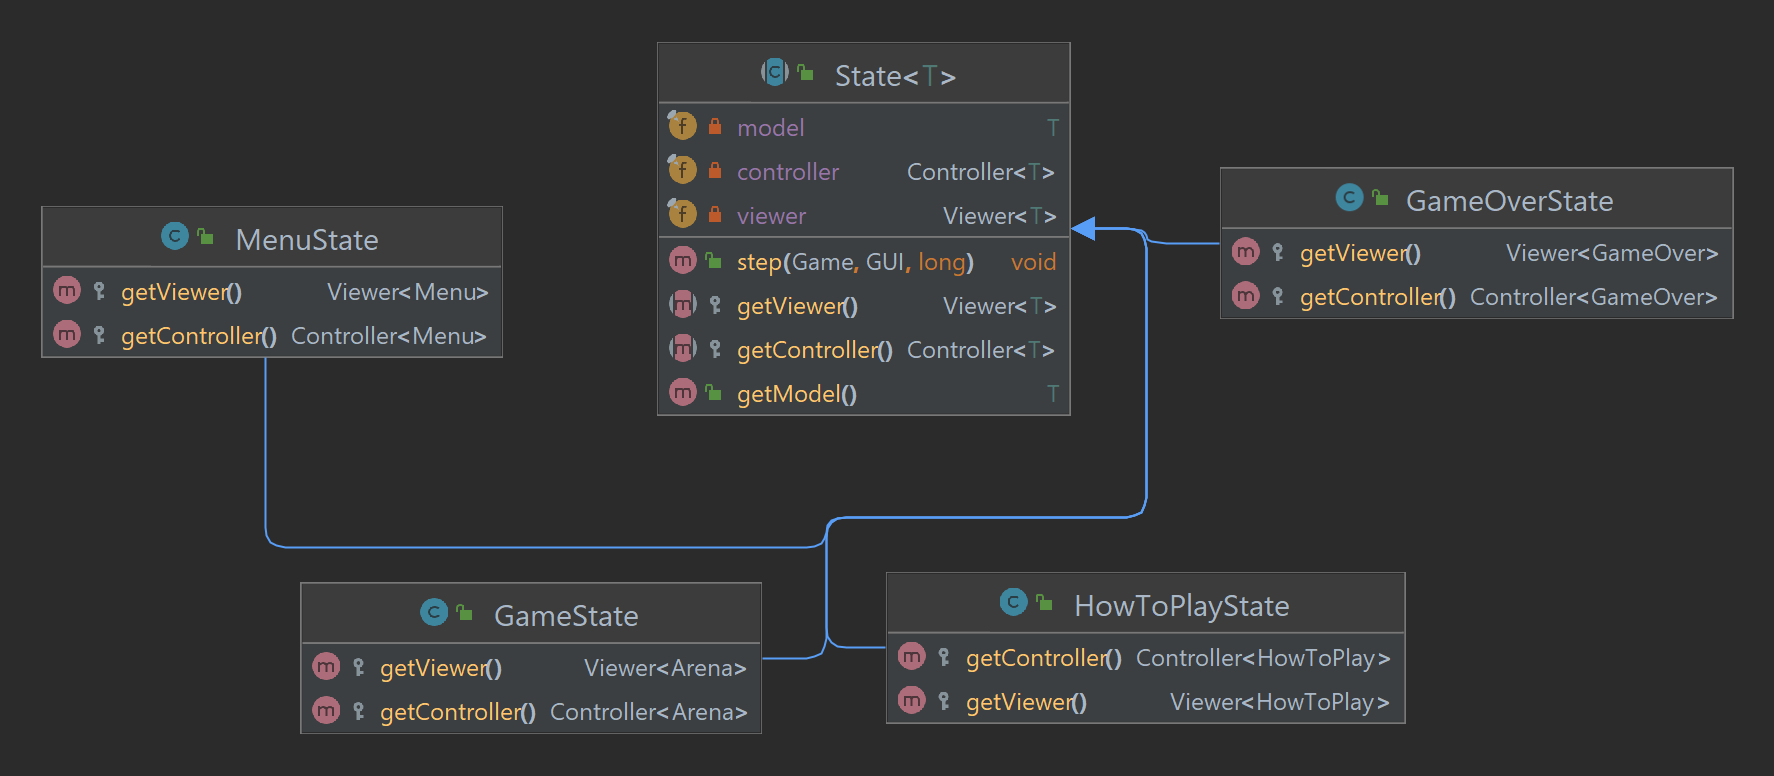 State<T>
model T
controller Controller<T>
viewer Viewer<T>
step(Game, GUI, long) void
getViewer() Viewer<T>
getController() Controller<T>
getModel() T
GameOverState
getViewer() Viewer<GameOver>
getController() Controller<GameOver>
MenuState
getViewer() Viewer<Menu>
getController() Controller<Menu>
GameState
getViewer() Viewer<Arena>
getController() Controller<Arena>
HowToPlayState
getController() Controller<HowToPlay>
getViewer() Viewer<HowToPlay>